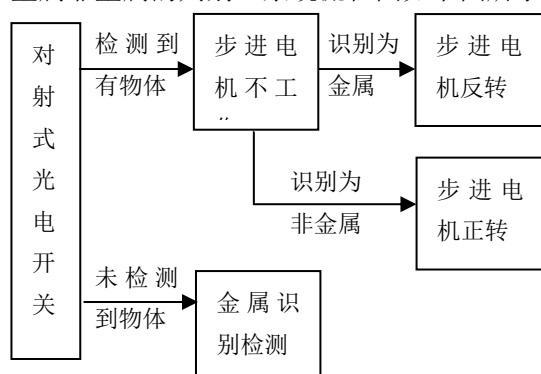 对
射
式
光
电
开
关
检测到
有物体
步进电
机不工
识别为
金属
步进电
机反转
识别为
非金属
步进电
机正转
未检测
到物体
金属识
别检测